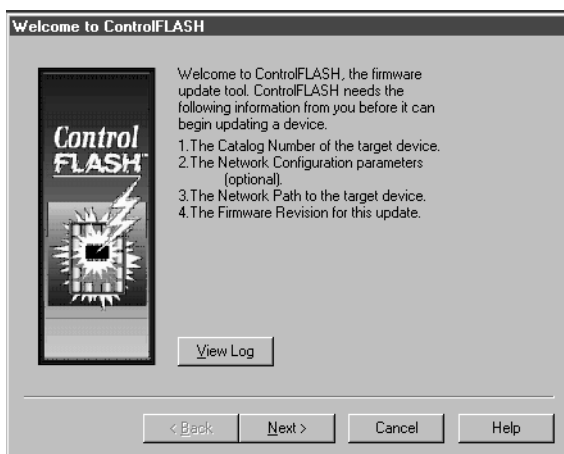 Welcome to ControlFLASH
Control
FLASH
Welcome to ControlFLASH, the firmware
update tool. ControlFLASH needs the
following information from you before it can
begin updating a device.
1.The Catalog Number of the target device.
2.The Network Configuration parameters
(optional).
3.The Network Path to the target device.
4.The Firmware Revision for this update.
View Log
< Back
Next >
Cancel
Help